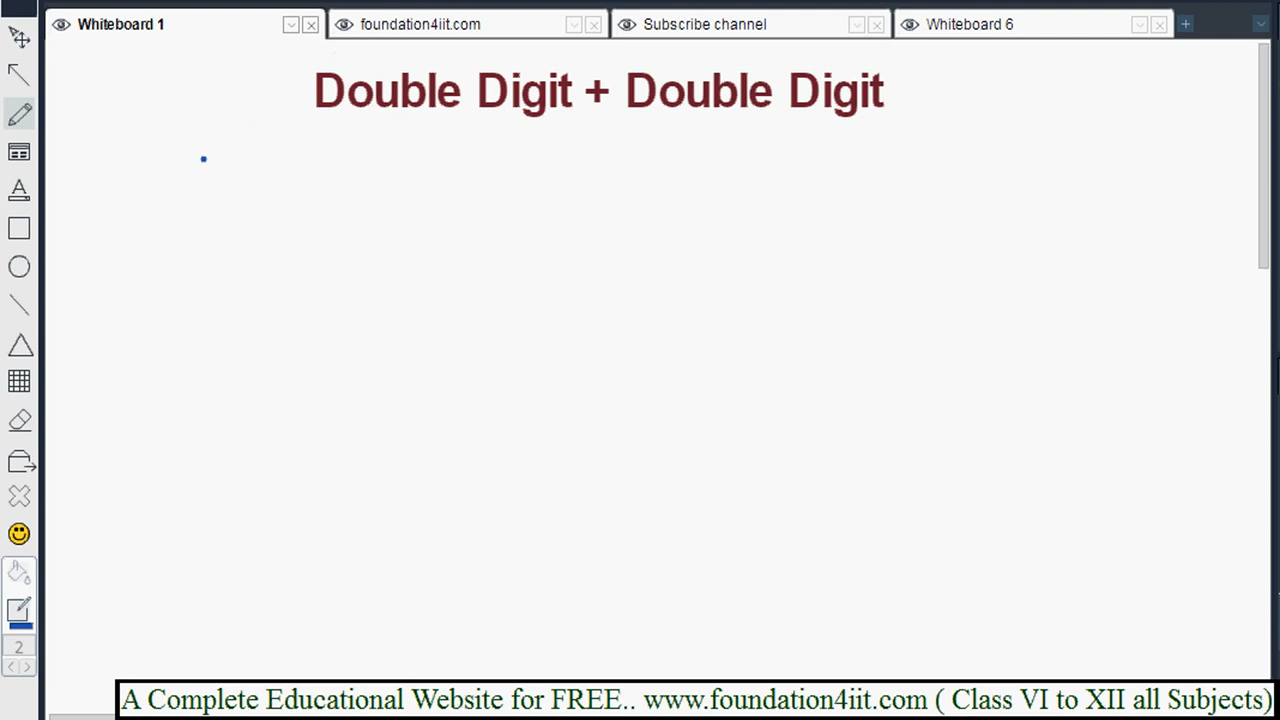 Whiteboard 1 foundation4iit.com Subscribe channel Whiteboard 6
Double Digit + Double Digit
A
2
A Complete Educational Website for FREE.. www.foundation4iit.com ( Class VI to XII all Subjects)